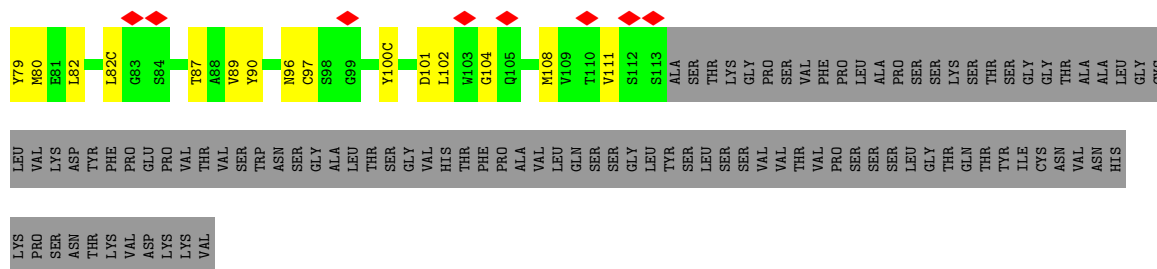 Y79 M80 E81 L82 L82C G83 S84 T87 A88 V89 Y90 N96 C97 S98 G99 Y100C D101 L102 W103 G104 Q105 M108 V109 T110 V111 S112 S113 ALA SER THR LYS GLY PRO SER VAL PHE PRO LEU ALA PRO SER SER LYS SER THR SER GLY GLY THR ALA ALA LEU GLY
LEU VAL LYS ASP TYR PHE PRO GLU PRO VAL THR VAL SER TRP ASN SER GLY ALA LEU THR SER GLY VAL HIS THR PHE PRO ALA VAL LEU GLN SER SER GLY LEU TYR SER LEU SER SER VAL VAL THR VAL PRO SER SER SER LEU GLY THR GLN THR TYR ILE CYS ASN VAL ASN HIS
LYS PRO SER ASN THR LYS VAL ASP LYS LYS VAL